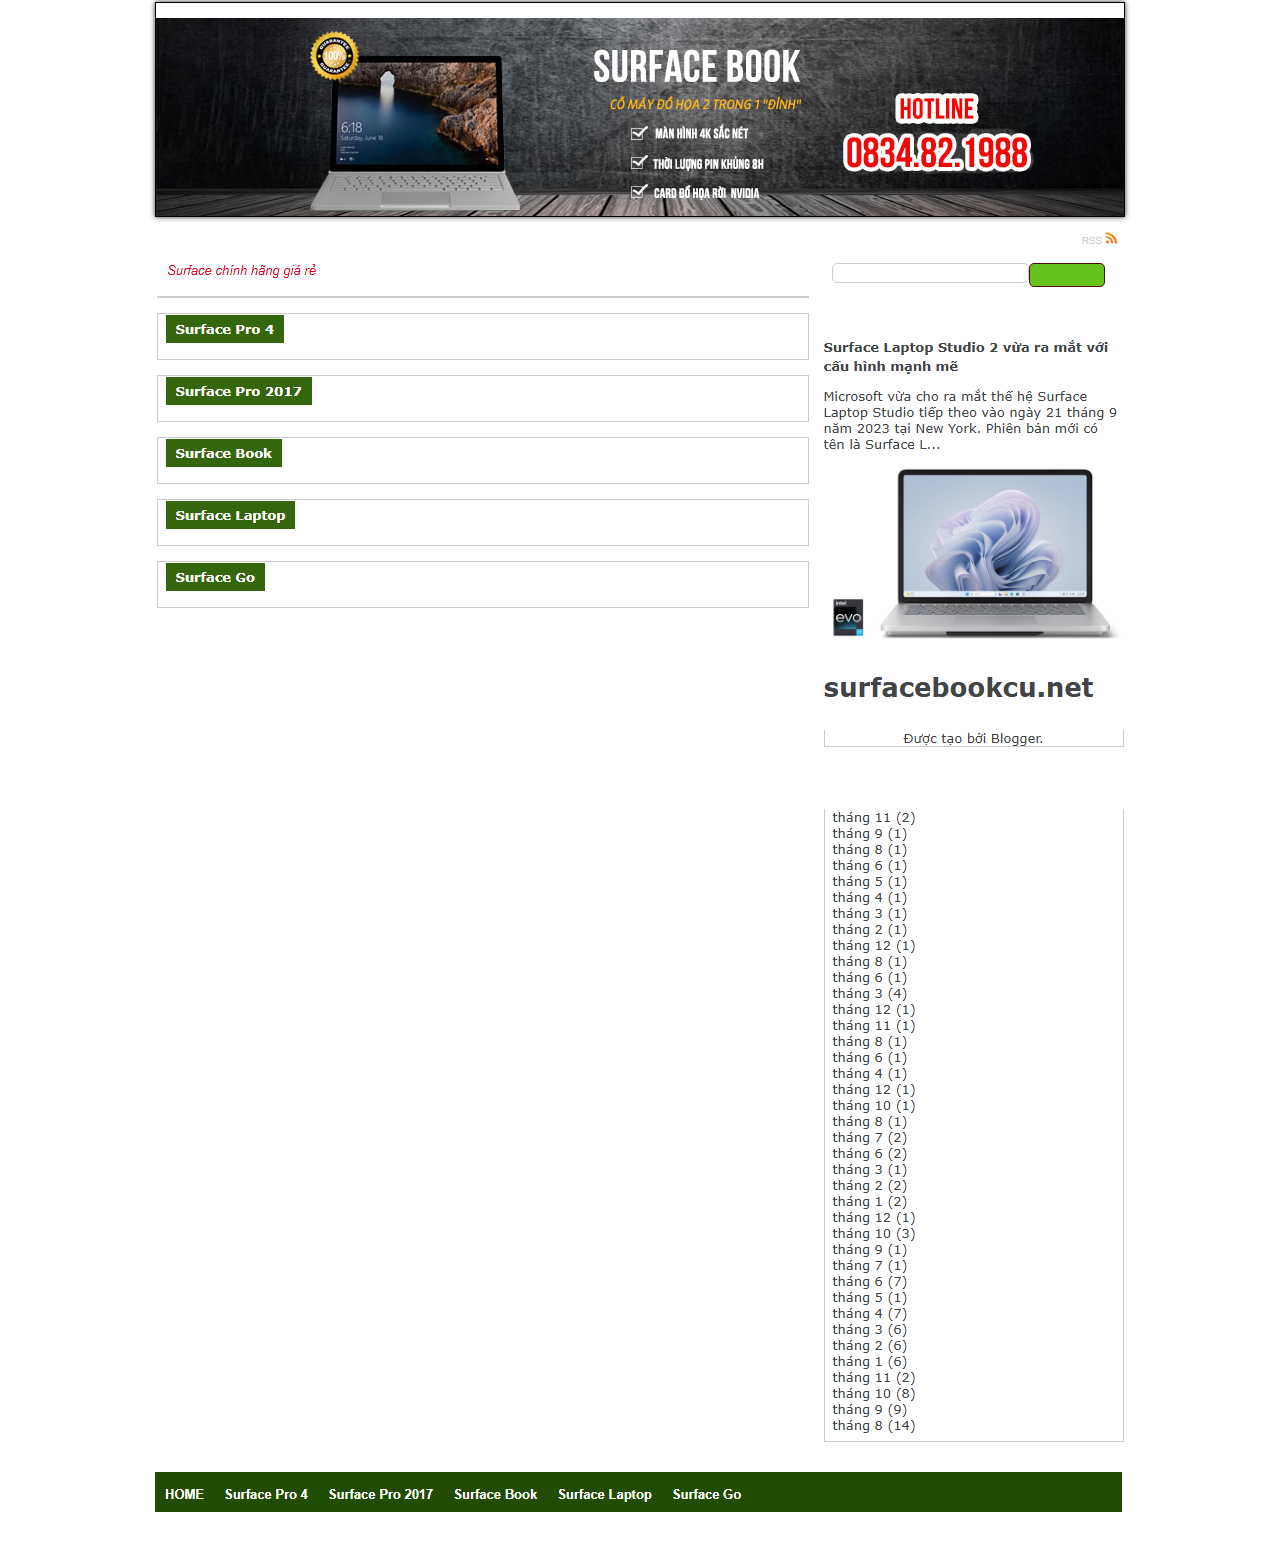 GUARANTEE
100%
GUARANTEE
6:18
Saturday, June 18
SURFACE BOOK
CỖ MÁY ĐỒ HỌA 2 TRONG 1 "ĐỈNH"
MÀN HÌNH 4K SẮC NÉT
THỜI LƯỢNG PIN KHỦNG 8H
CARD ĐỒ HỌA RỜI NVIDIA
HOTLINE
0834.82.1988
RSS
Surface chính hãng giá rẻ
Surface Pro 4
Surface Pro 2017
Surface Book
Surface Laptop
Surface Go
Surface Laptop Studio 2 vừa ra mắt với
cấu hình mạnh mẽ
Microsoft vừa cho ra mắt thế hệ Surface
Laptop Studio tiếp theo vào ngày 21 tháng 9
năm 2023 tại New York. Phiên bản mới có
tên là Surface L...
intel
evo
surfacebookcu.net
Được tạo bởi Blogger.
tháng 11 (2)
tháng 9 (1)
tháng 8 (1)
tháng 6 (1)
tháng 5 (1)
tháng 4 (1)
tháng 3 (1)
tháng 2 (1)
tháng 12 (1)
tháng 8 (1)
tháng 6 (1)
tháng 3 (4)
tháng 12 (1)
tháng 11 (1)
tháng 8 (1)
tháng 6 (1)
tháng 4 (1)
tháng 12 (1)
tháng 10 (1)
tháng 8 (1)
tháng 7 (2)
tháng 6 (2)
tháng 3 (1)
tháng 2 (2)
tháng 1 (2)
tháng 12 (1)
tháng 10 (3)
tháng 9 (1)
tháng 7 (1)
tháng 6 (7)
tháng 5 (1)
tháng 4 (7)
tháng 3 (6)
tháng 2 (6)
tháng 1 (6)
tháng 11 (2)
tháng 10 (8)
tháng 9 (9)
tháng 8 (14)
HOME Surface Pro 4 Surface Pro 2017 Surface Book Surface Laptop Surface Go